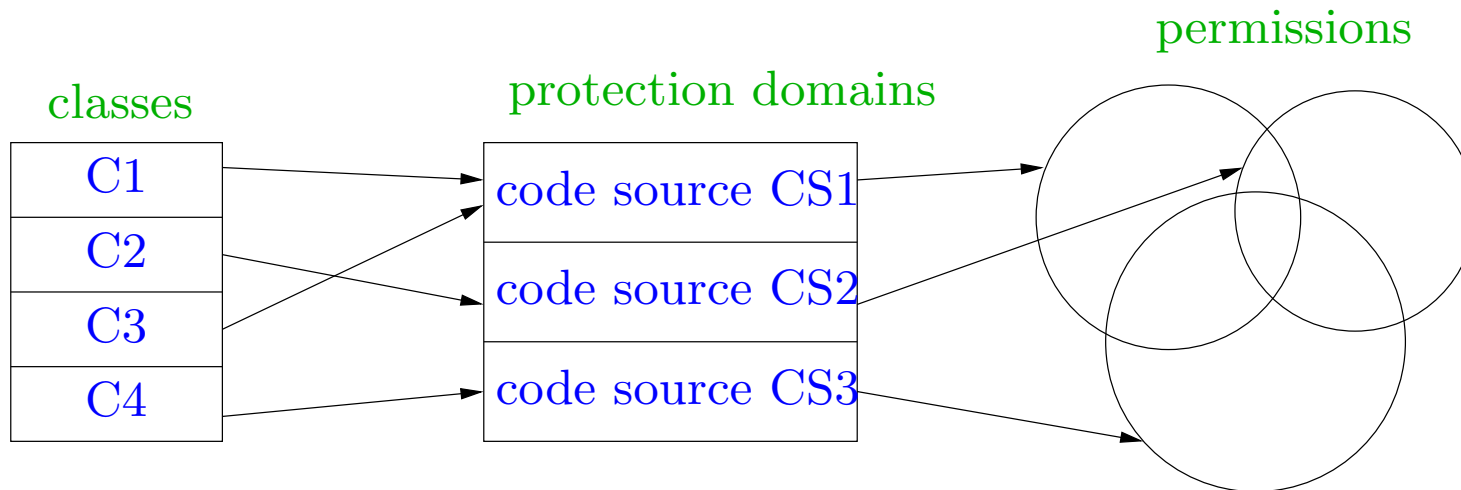 permissions
classes
protection domains
C1
C2
C3
C4
code source CS1
code source CS2
code source CS3